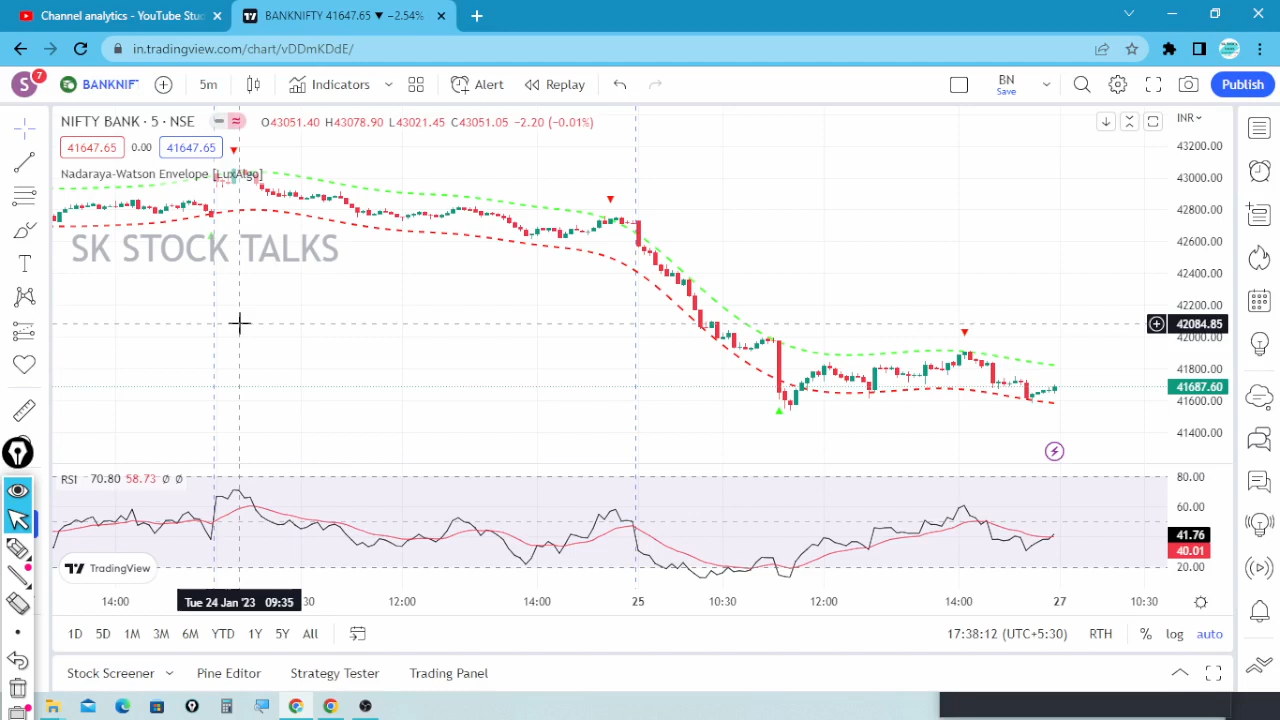 Channel analytics - YouTube Stud
BANKNIFTY 41647.65 ▼ −2.54%
in.tradingview.com/chart/vDDmKDdE/
S 7 BANKNIF 5m Indicators Alert Replay BN Save Publish
NIFTY BANK · 5 · NSE O43051.40 H43078.90 L43021.45 C43051.05 −2.20 (−0.01%) INR
41647.65 0.00 41647.65
Nadaraya-Watson Envelope [LuxAlgo]
SK STOCK TALKS
43200.00
43000.00
42800.00
42600.00
42400.00
42200.00
42084.85
42000.00
41800.00
41687.60
41600.00
41400.00
RSI 70.80 58.73 Ø Ø
80.00
60.00
41.76
40.01
20.00
TradingView
14:00 Tue 24 Jan '23 09:35 :30 12:00 14:00 25 10:30 12:00 14:00 27 10:30
1D 5D 1M 3M 6M YTD 1Y 5Y All 17:38:12 (UTC+5:30) RTH % log auto
Stock Screener Pine Editor Strategy Tester Trading Panel